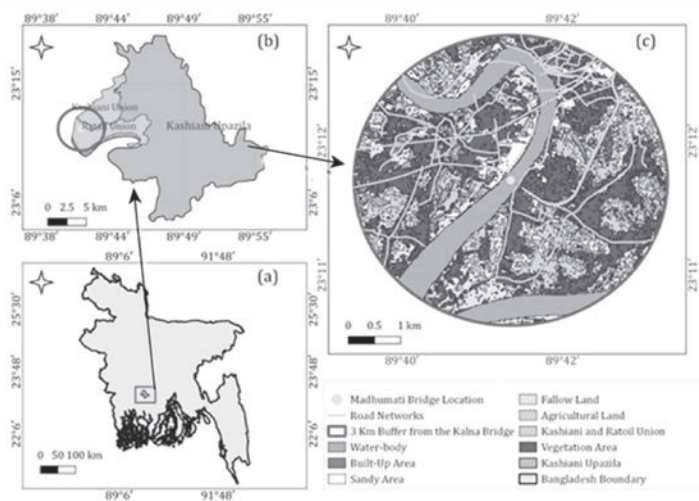 89°38' 89°44' 89°49' 89°55'
(b)
23°15'
23°15'
Kashiani Union
Ratoil Union
Kashiani Upazila
23°6'
23°6'
0 2.5 5 km
89°38' 89°44' 89°49' 89°55'
89°40' 89°42'
(c)
23°12'
23°12'
23°11'
23°11'
0 0.5 1 km
89°40' 89°42'
89°6' 91°48'
(a)
25°30'
25°30'
23°48'
23°48'
22°6'
22°6'
0 50 100 km
89°6' 91°48'
Madhumati Bridge Location
Road Networks
3 Km Buffer from the Kalna Bridge
Water-body
Built-Up Area
Sandy Area
Fallow Land
Agricultural Land
Kashiani and Ratoil Union
Vegetation Area
Kashiani Upazila
Bangladesh Boundary